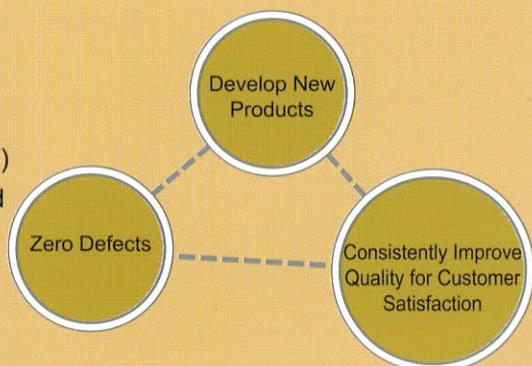 Develop New
Products
)
d
Zero Defects
Consistently Improve
Quality for Customer
Satisfaction